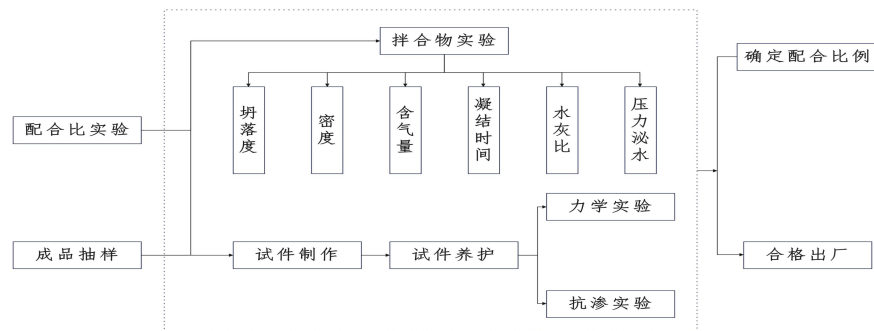 拌合物实验
确定配合比例
坍落度
密度
含气量
凝结时间
水灰比
压力泌水
配合比实验
力学实验
成品抽样
试件制作
试件养护
合格出厂
抗渗实验